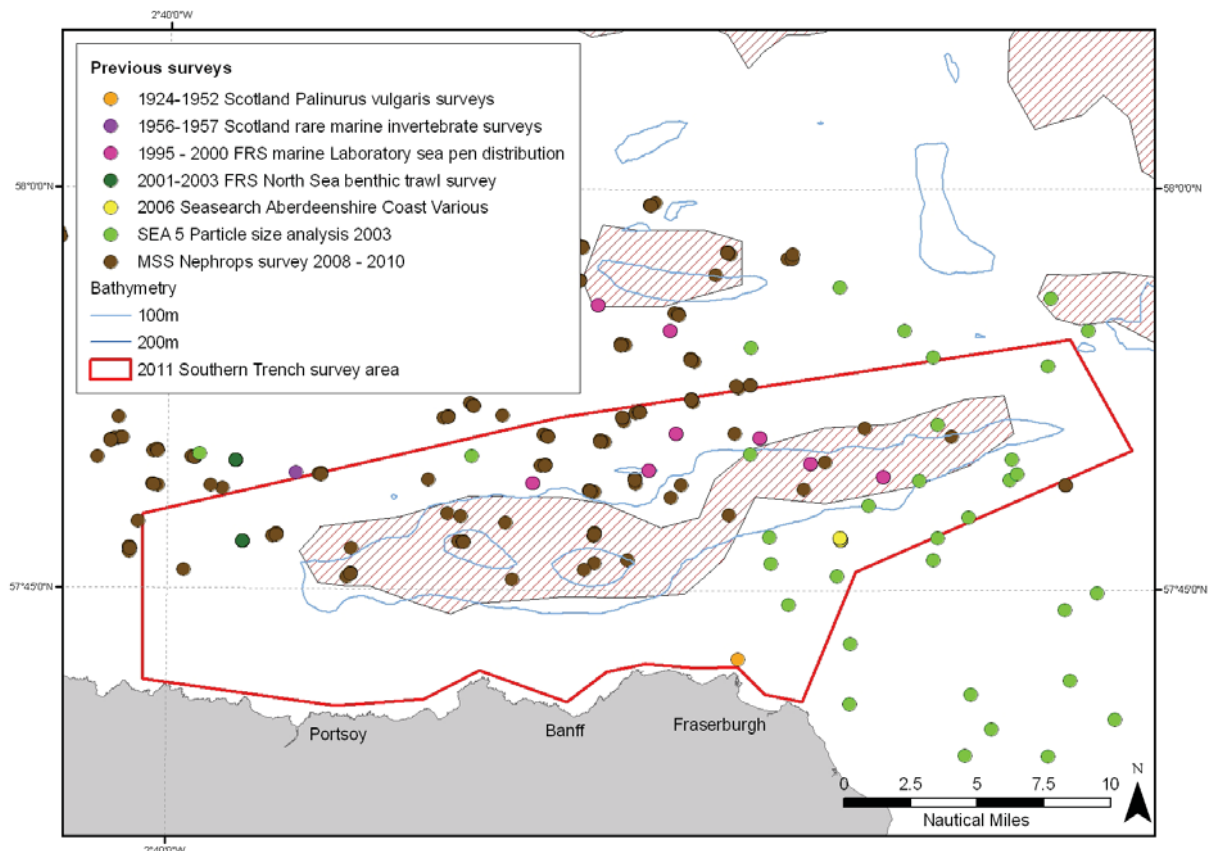 2°40'0"W
Previous surveys
1924-1952 Scotland Palinurus vulgaris surveys
1956-1957 Scotland rare marine invertebrate surveys
1995 - 2000 FRS marine Laboratory sea pen distribution
2001-2003 FRS North Sea benthic trawl survey
2006 Seasearch Aberdeenshire Coast Various
SEA 5 Particle size analysis 2003
MSS Nephrops survey 2008 - 2010
Bathymetry
100m
200m
2011 Southern Trench survey area
58°0'0"N
58°0'0"N
57°45'0"N
57°45'0"N
Portsoy
Banff
Fraserburgh
0 2.5 5 7.5 10
Nautical Miles
N
2°40'0"W